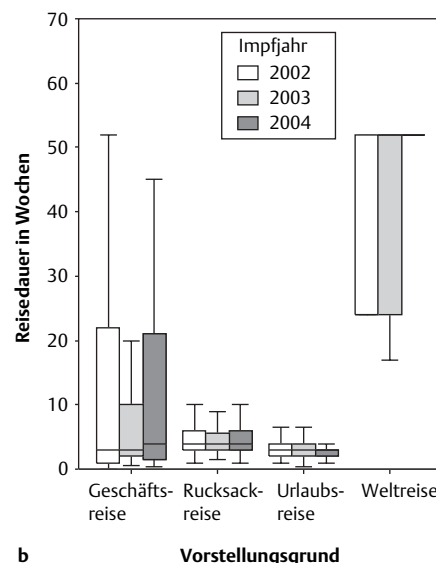 70
60
50
40
30
20
10
0
Reisedauer in Wochen
Impfjahr
2002
2003
2004
Geschäfts-
reise
Rucksack-
reise
Urlaubs-
reise
Weltreise
b
Vorstellungsgrund